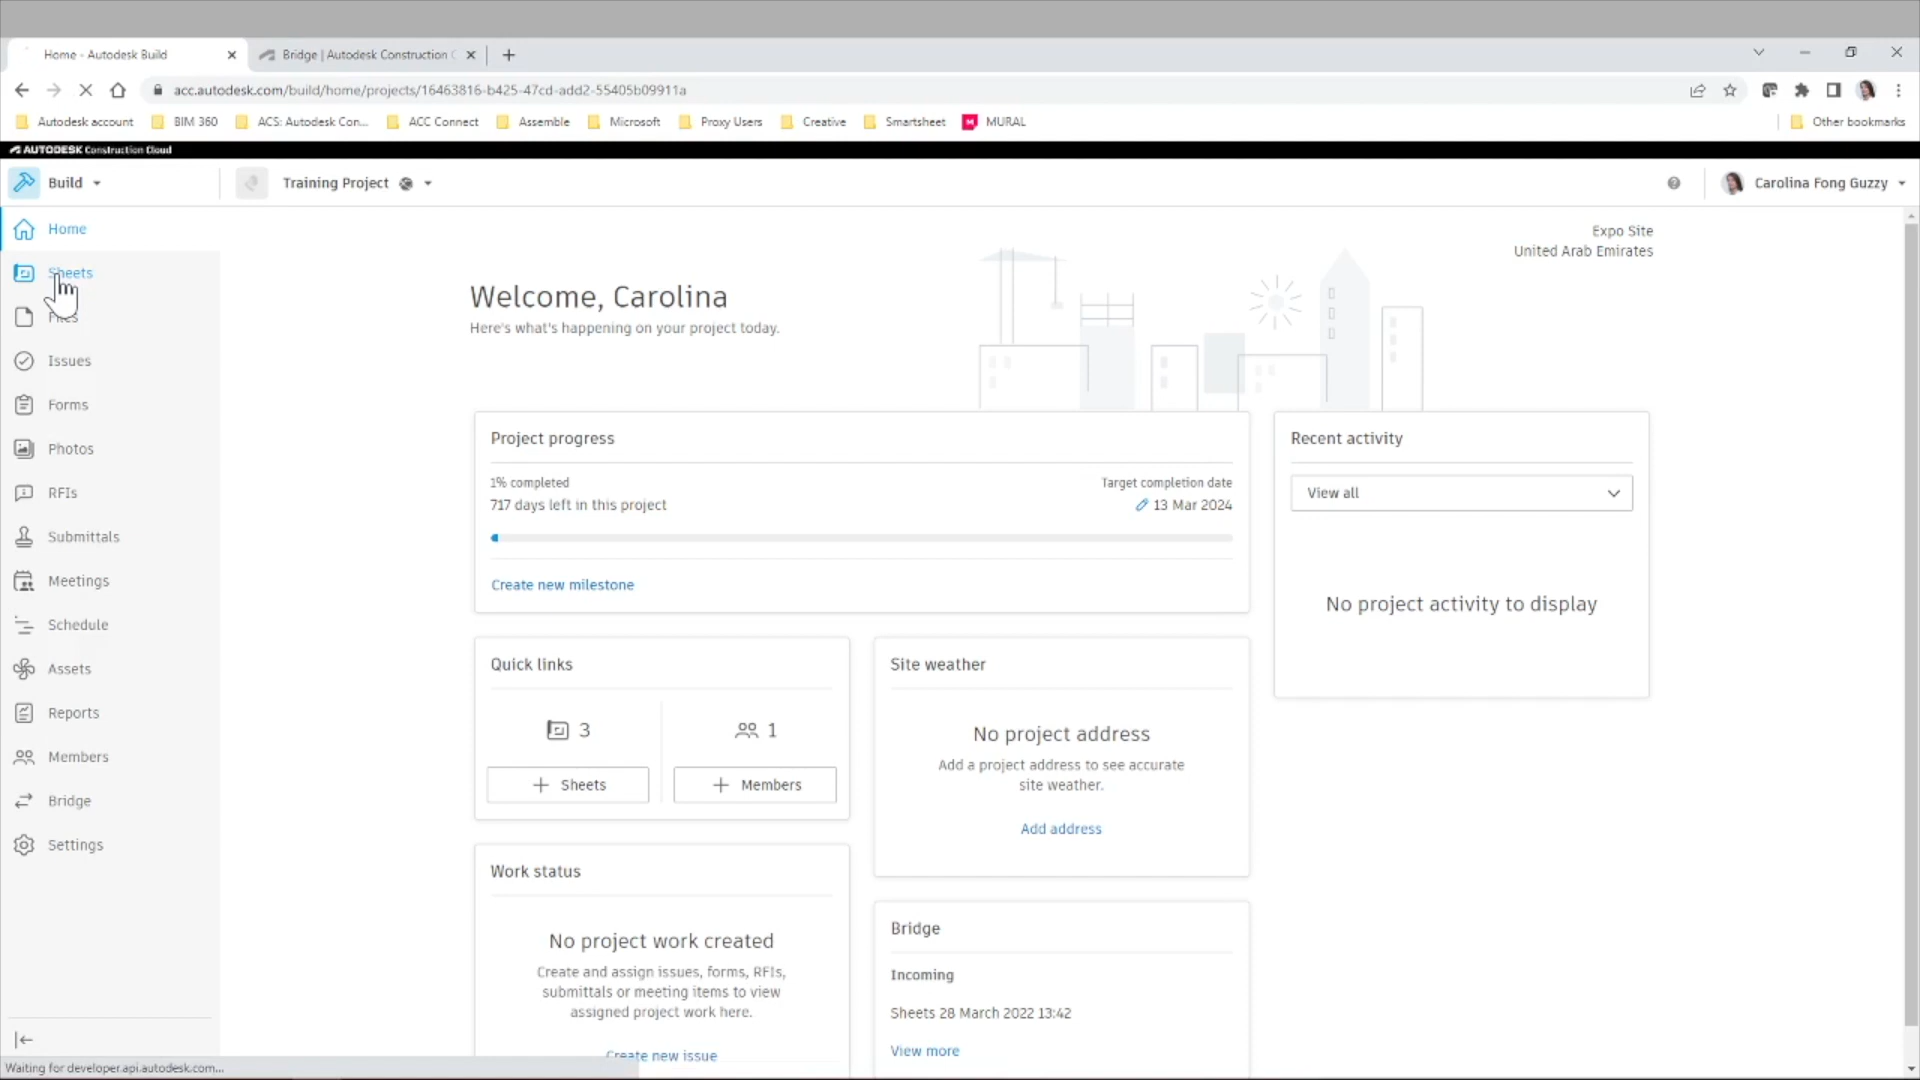 Home - Autodesk Build
Bridge | Autodesk Construction C
acc.autodesk.com/build/home/projects/16463816-b425-47cd-add2-55405b09911a
Autodesk account
BIM 360
ACS: Autodesk Con...
ACC Connect
Assemble
Microsoft
Proxy Users
Creative
Smartsheet
MURAL
Other bookmarks
AUTODESK Construction Cloud
Build
Training Project
Carolina Fong Guzzy
Home
Sheets
Files
Issues
Forms
Photos
RFIs
Submittals
Meetings
Schedule
Assets
Reports
Members
Bridge
Settings
Expo Site
United Arab Emirates
Welcome, Carolina
Here's what's happening on your project today.
Project progress
1% completed
Target completion date
717 days left in this project
13 Mar 2024
Create new milestone
Recent activity
View all
No project activity to display
Quick links
3
1
Sheets
Members
Site weather
No project address
Add a project address to see accurate
site weather.
Add address
Work status
No project work created
Create and assign issues, forms, RFIs,
submittals or meeting items to view
assigned project work here.
Create new issue
Bridge
Incoming
Sheets 28 March 2022 13:42
View more
Waiting for developer.api.autodesk.com...